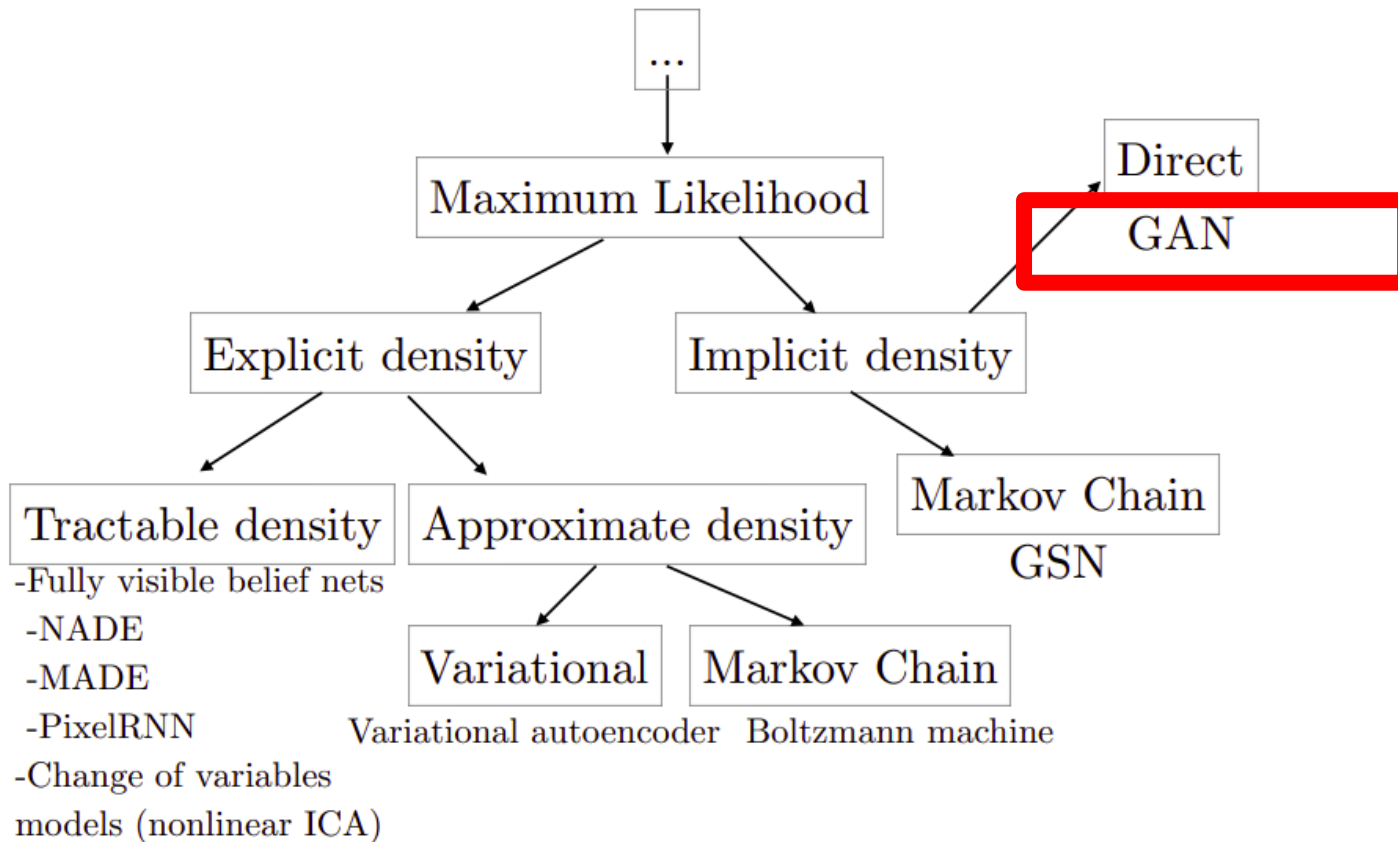 ...
Maximum Likelihood
Direct
GAN
Explicit density
Implicit density
Tractable density
-Fully visible belief nets
-NADE
-MADE
-PixelRNN
-Change of variables
models (nonlinear ICA)
Approximate density
Markov Chain
GSN
Variational
Variational autoencoder
Markov Chain
Boltzmann machine